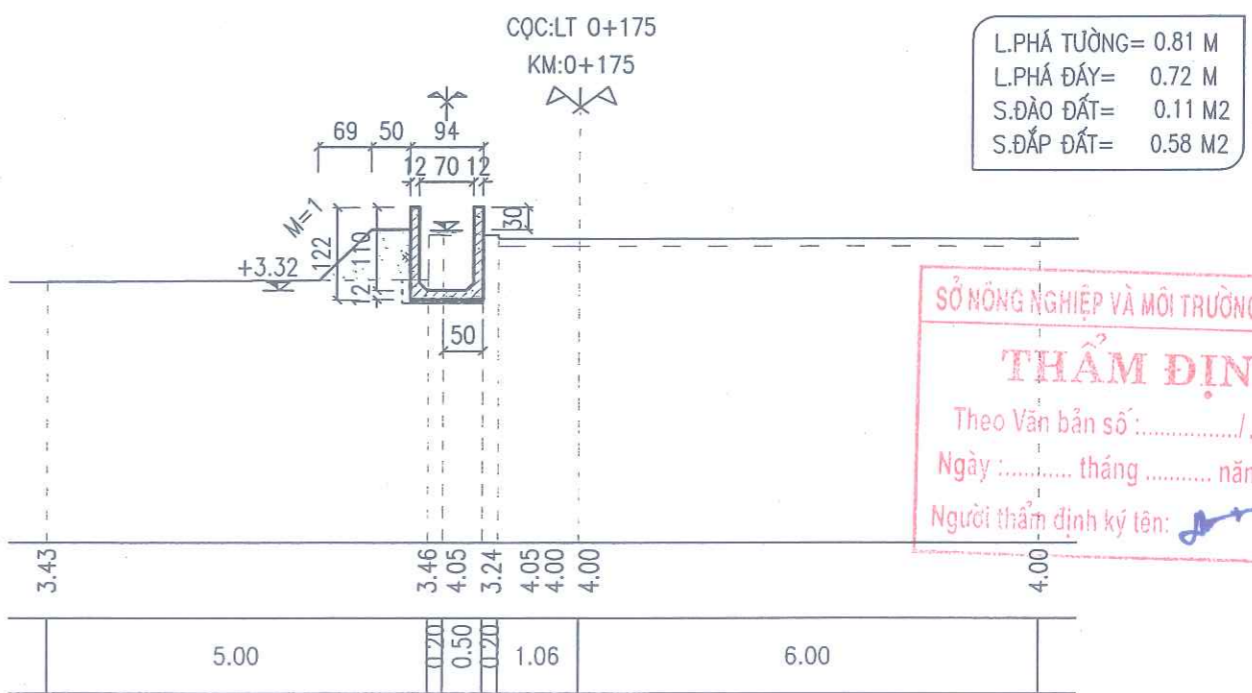 CỌC:LT 0+175
KM:0+175
L.PHÁ TƯỜNG= 0.81 M
L.PHÁ ĐÁY= 0.72 M
S.ĐÀO ĐẤT= 0.11 M2
S.ĐẮP ĐẤT= 0.58 M2
69 50 94
12 70 12
M=1
122
110
12
30
+3.32
50
SỞ NÔNG NGHIỆP VÀ MÔI TRƯỜNG
THẨM ĐỊN
Theo Văn bản số :................/
Ngày :........... tháng ........... năm
Người thẩm định ký tên:
3.43 3.46 4.05 3.24 4.05 4.00 4.00 4.00
5.00 0.20 0.50 0.20 1.06 6.00